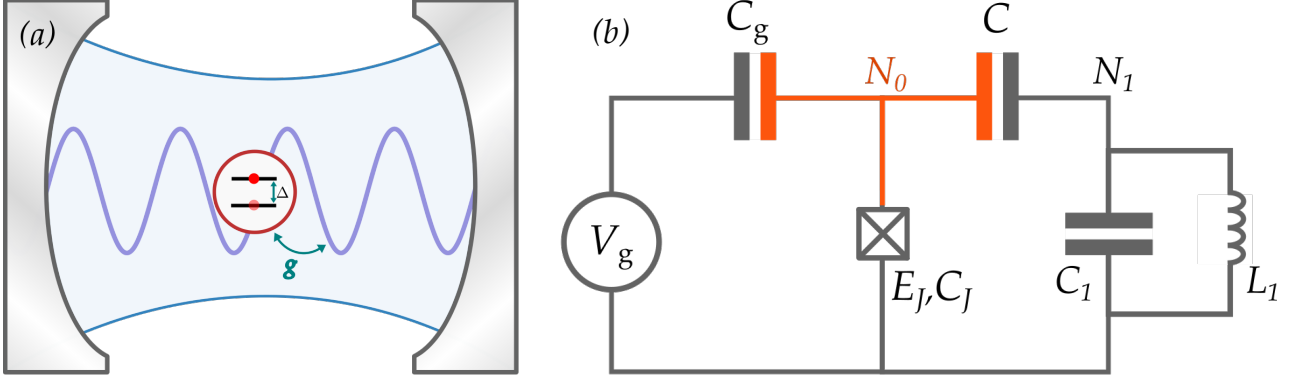 (a)
Δ
g
(b)
C_g
C
N_0
N_1
V_g
E_J,C_J
C_1
L_1